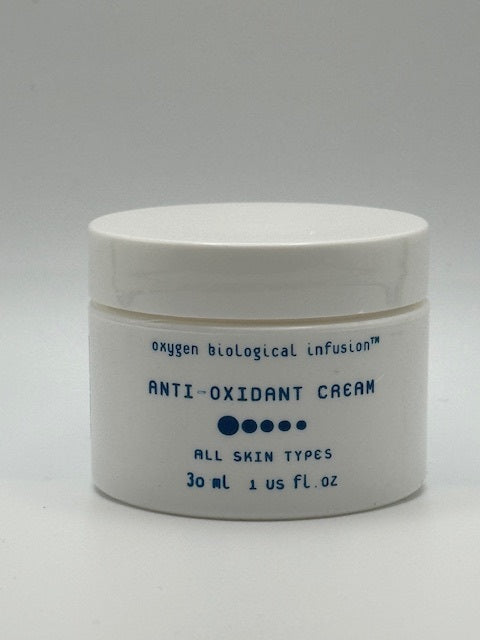 oxygen biological infusion™
ANTI-OXIDANT CREAM
ALL SKIN TYPES
30 ml 1 US fl.oz